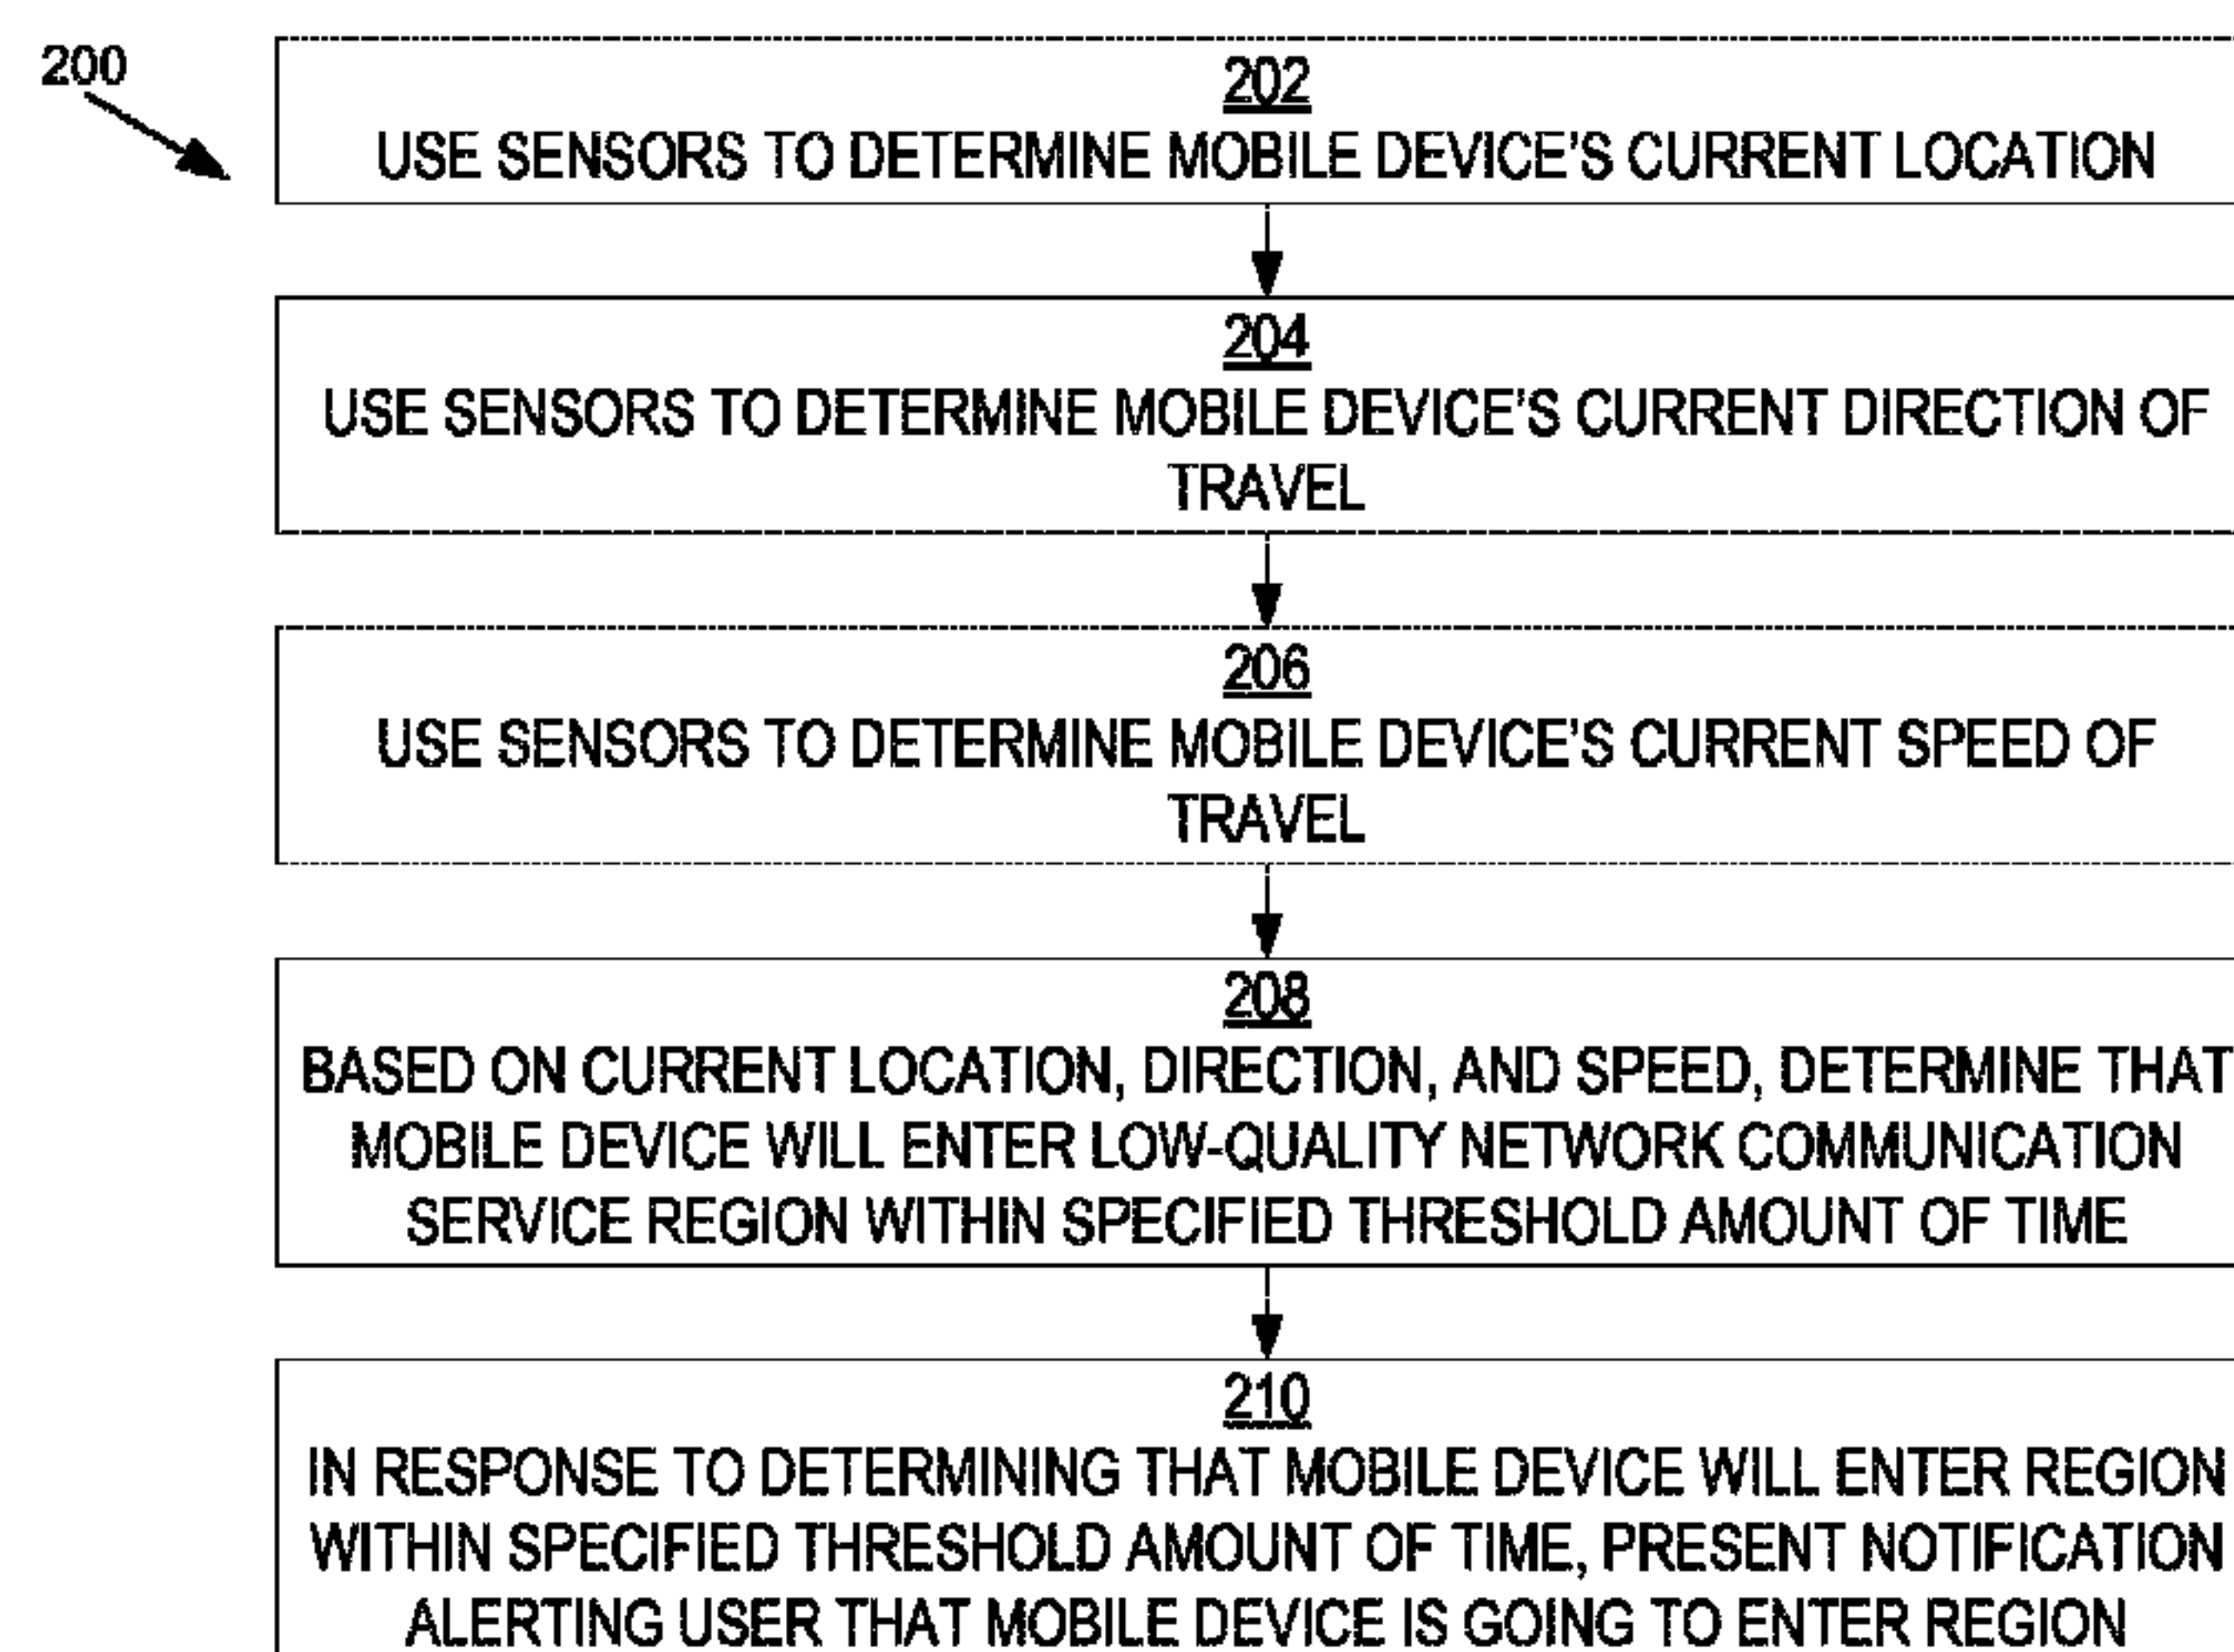 200
202
USE SENSORS TO DETERMINE MOBILE DEVICE'S CURRENT LOCATION
204
USE SENSORS TO DETERMINE MOBILE DEVICE'S CURRENT DIRECTION OF
TRAVEL
206
USE SENSORS TO DETERMINE MOBILE DEVICE'S CURRENT SPEED OF
TRAVEL
208
BASED ON CURRENT LOCATION, DIRECTION, AND SPEED, DETERMINE THAT
MOBILE DEVICE WILL ENTER LOW-QUALITY NETWORK COMMUNICATION
SERVICE REGION WITHIN SPECIFIED THRESHOLD AMOUNT OF TIME
210
IN RESPONSE TO DETERMINING THAT MOBILE DEVICE WILL ENTER REGION
WITHIN SPECIFIED THRESHOLD AMOUNT OF TIME, PRESENT NOTIFICATION
ALERTING USER THAT MOBILE DEVICE IS GOING TO ENTER REGION